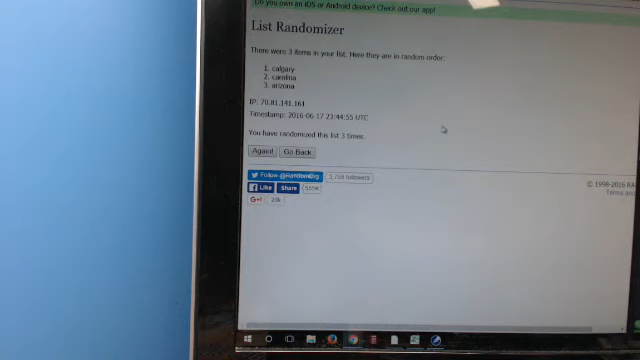 Do you own an iOS or Android device? Check out our app!
List Randomizer
There were 3 items in your list. Here they are in random order:
1. calgary
2. carolina
3. arizona
IP: 70.81.141.161
Timestamp: 2016-06-17 23:44:55 UTC
You have randomized this list 3 times.
Again! Go Back
Follow @RandomOrg
Like Share
© 1998-2016 RA
Terms and